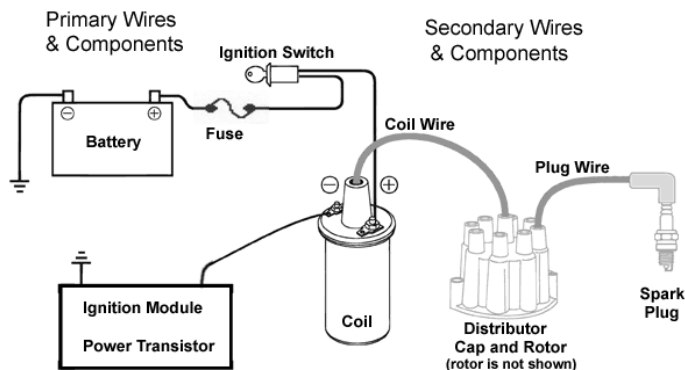 Primary Wires
& Components
Secondary Wires
& Components
Ignition Switch
⊖
⊕
Battery
Fuse
Coil Wire
Plug Wire
⊖
⊕
Ignition Module
Power Transistor
Coil
Distributor
Cap and Rotor
(rotor is not shown)
Spark
Plug